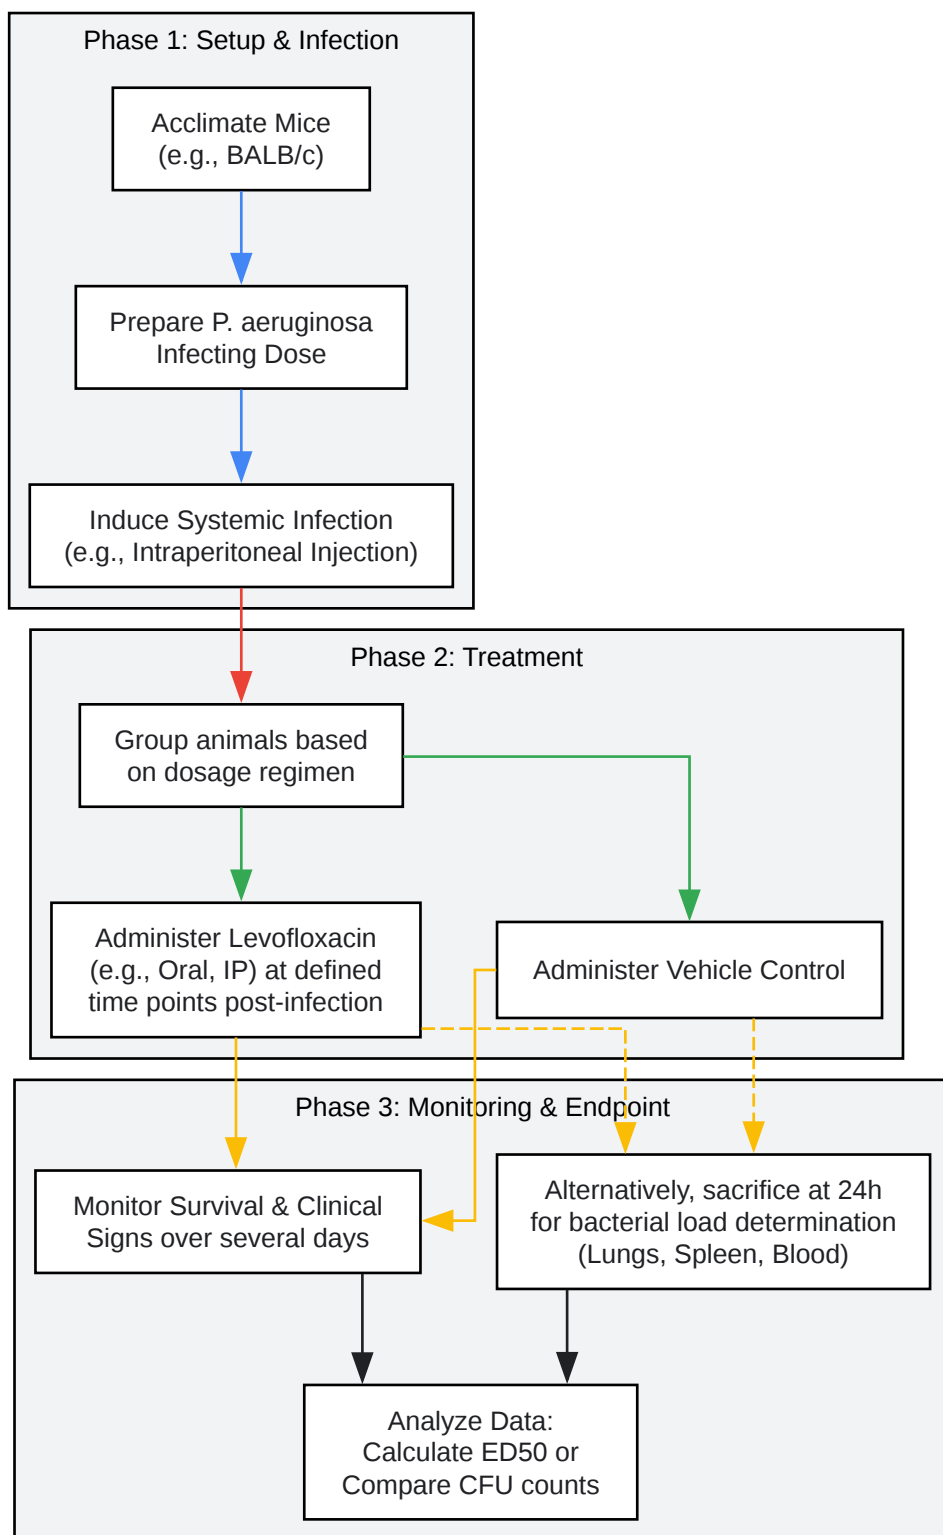 Phase 1: Setup & Infection
Acclimate Mice
(e.g., BALB/c)
Prepare P. aeruginosa
Infecting Dose
Induce Systemic Infection
(e.g., Intraperitoneal Injection)
Phase 2: Treatment
Group animals based
on dosage regimen
Administer Levofloxacin
(e.g., Oral, IP) at defined
time points post-infection
Administer Vehicle Control
Phase 3: Monitoring & Endpoint
Monitor Survival & Clinical
Signs over several days
Alternatively, sacrifice at 24h
for bacterial load determination
(Lungs, Spleen, Blood)
Analyze Data:
Calculate ED50 or
Compare CFU counts